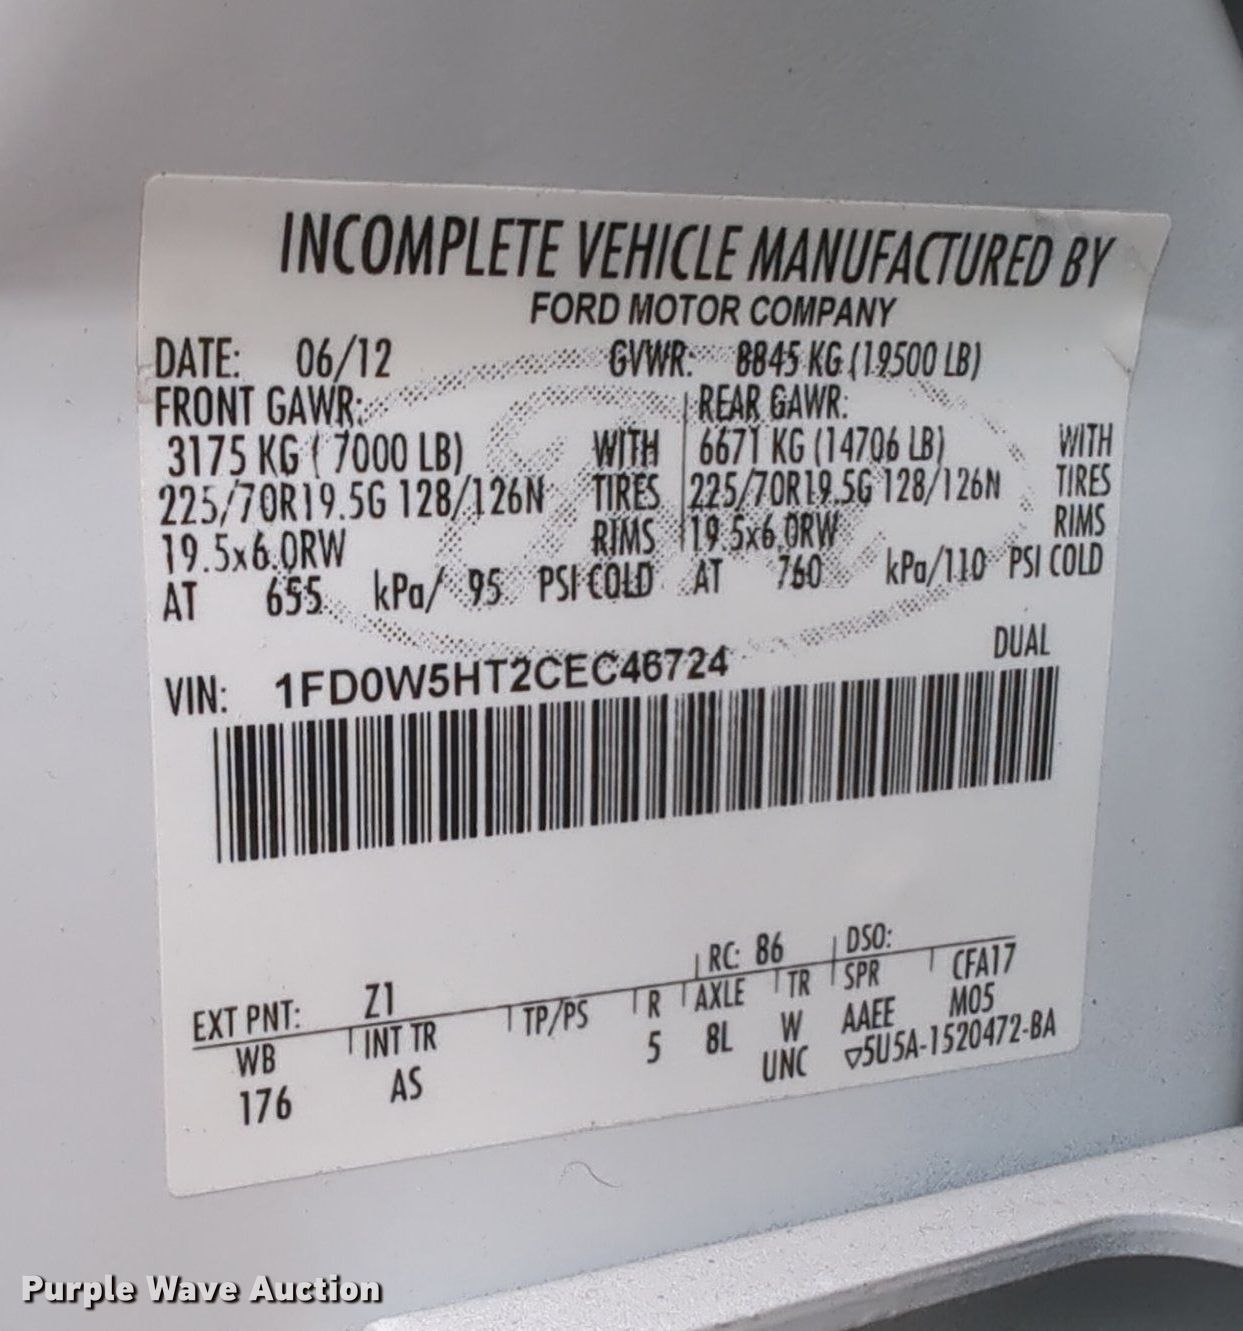 INCOMPLETE VEHICLE MANUFACTURED BY
FORD MOTOR COMPANY
DATE: 06/12 GVWR: 8845 KG (19500 LB)
FRONT GAWR: REAR GAWR:
3175 KG ( 7000 LB) WITH 6671 KG (14706 LB) WITH
225/70R19.5G 128/126N TIRES 225/70R19.5G 128/126N TIRES
19.5x6.0RW RIMS 19.5x6.0RW RIMS
AT 655 kPa/ 95 PSI COLD AT 760 kPa/110 PSI COLD
DUAL
VIN: 1FD0W5HT2CEC46724
EXT PNT: Z1 RC: 86 DSO:
WB INT TR TP/PS R AXLE TR SPR CFA17
176 AS 5 8L W AAEE M05
UNC ▽5U5A-1520472-BA
Purple Wave Auction